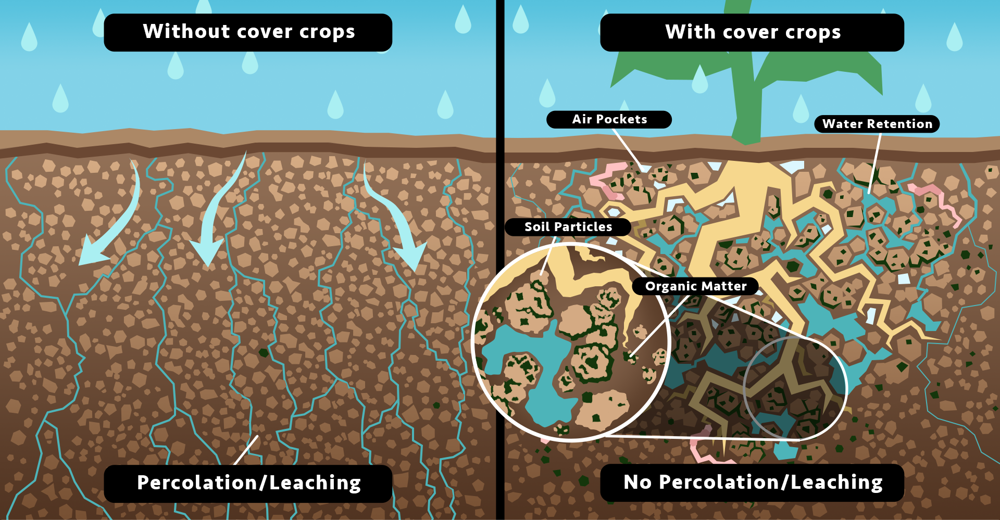 Without cover crops
With cover crops
Air Pockets
Water Retention
Soil Particles
Organic Matter
Percolation/Leaching
No Percolation/Leaching